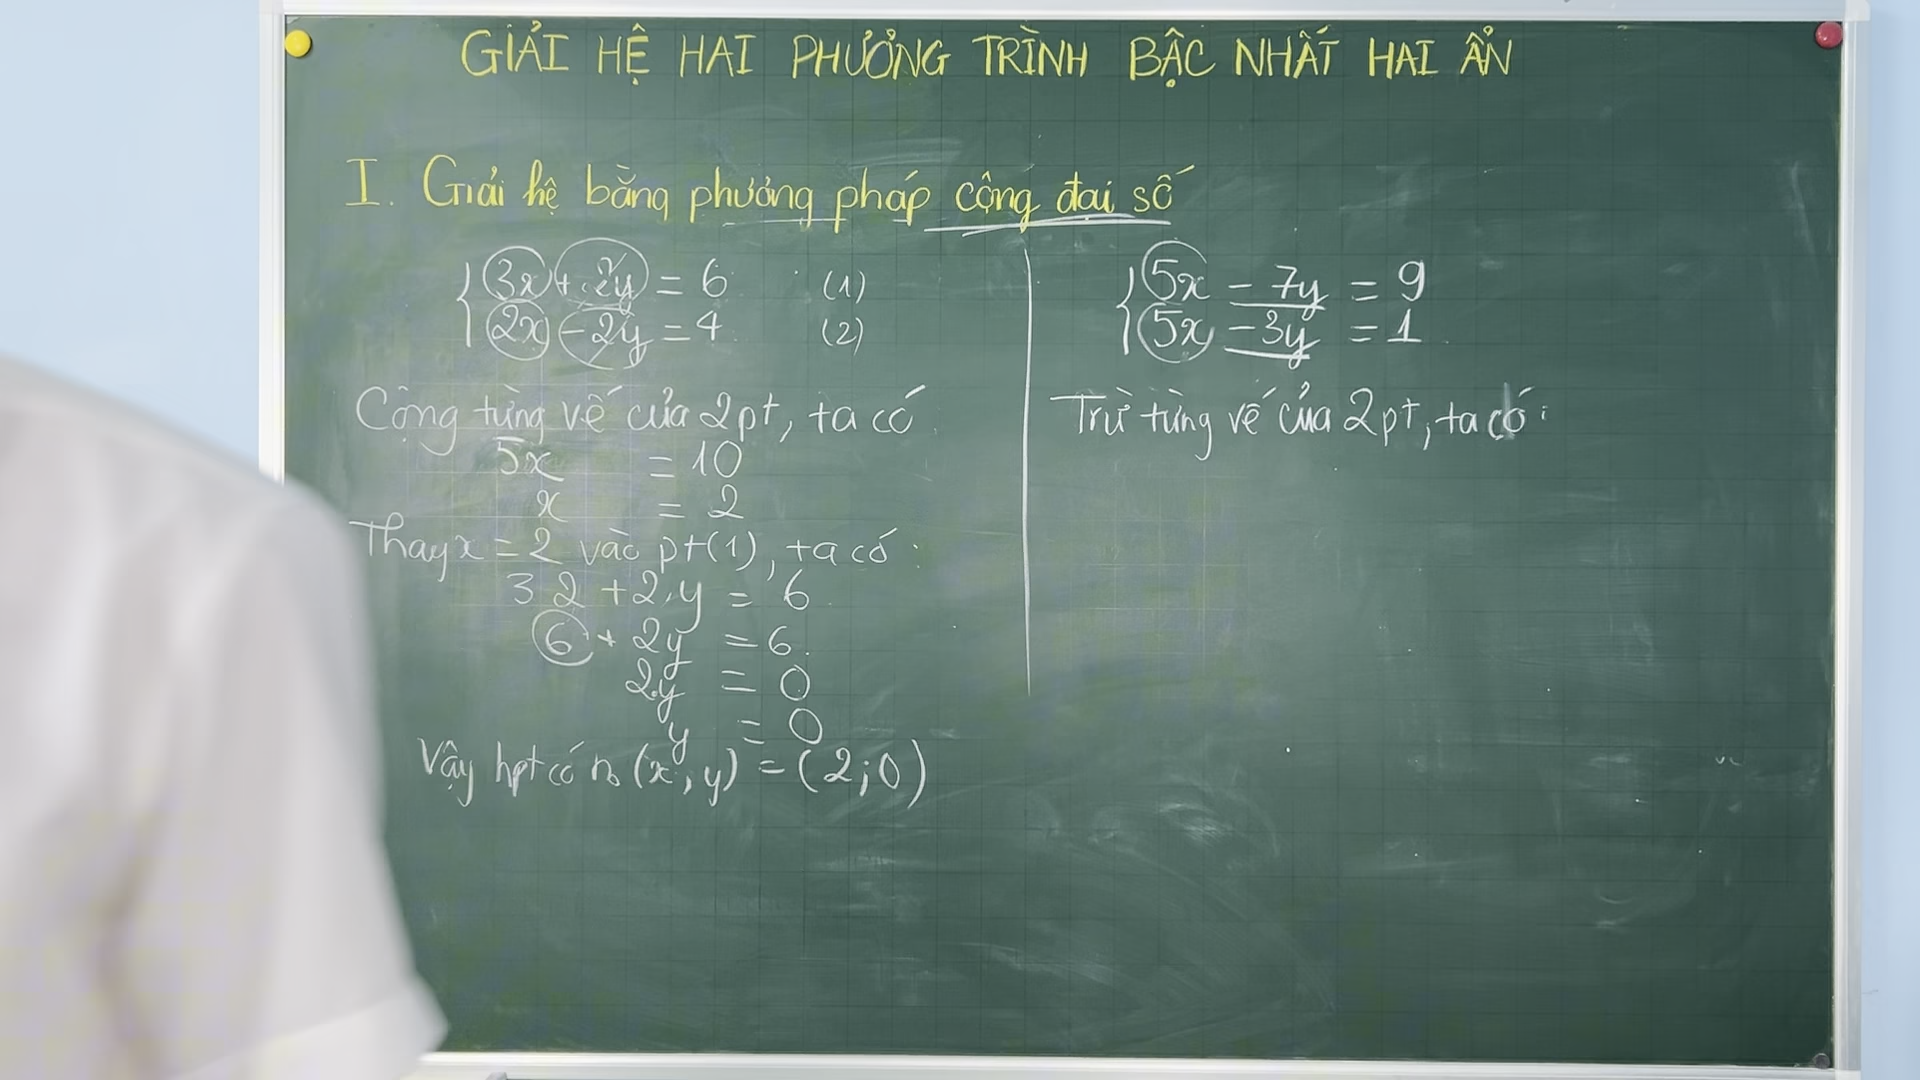 GIẢI HỆ HAI PHƯƠNG TRÌNH BẬC NHẤT HAI ẨN
I. Giải hệ bằng phương pháp cộng đại số
3x + 2y = 6 (1)
2x - 2y = 4 (2)
Cộng từng vế của 2pt, ta có
5x = 10
x = 2
Thay x = 2 vào pt(1), ta có:
3 2 + 2.y = 6
6 + 2y = 6
2y = 0
y = 0
Vậy hpt có no (x, y) = (2;0)
5x - 7y = 9
5x - 3y = 1
Trừ từng vế của 2pt, ta có: